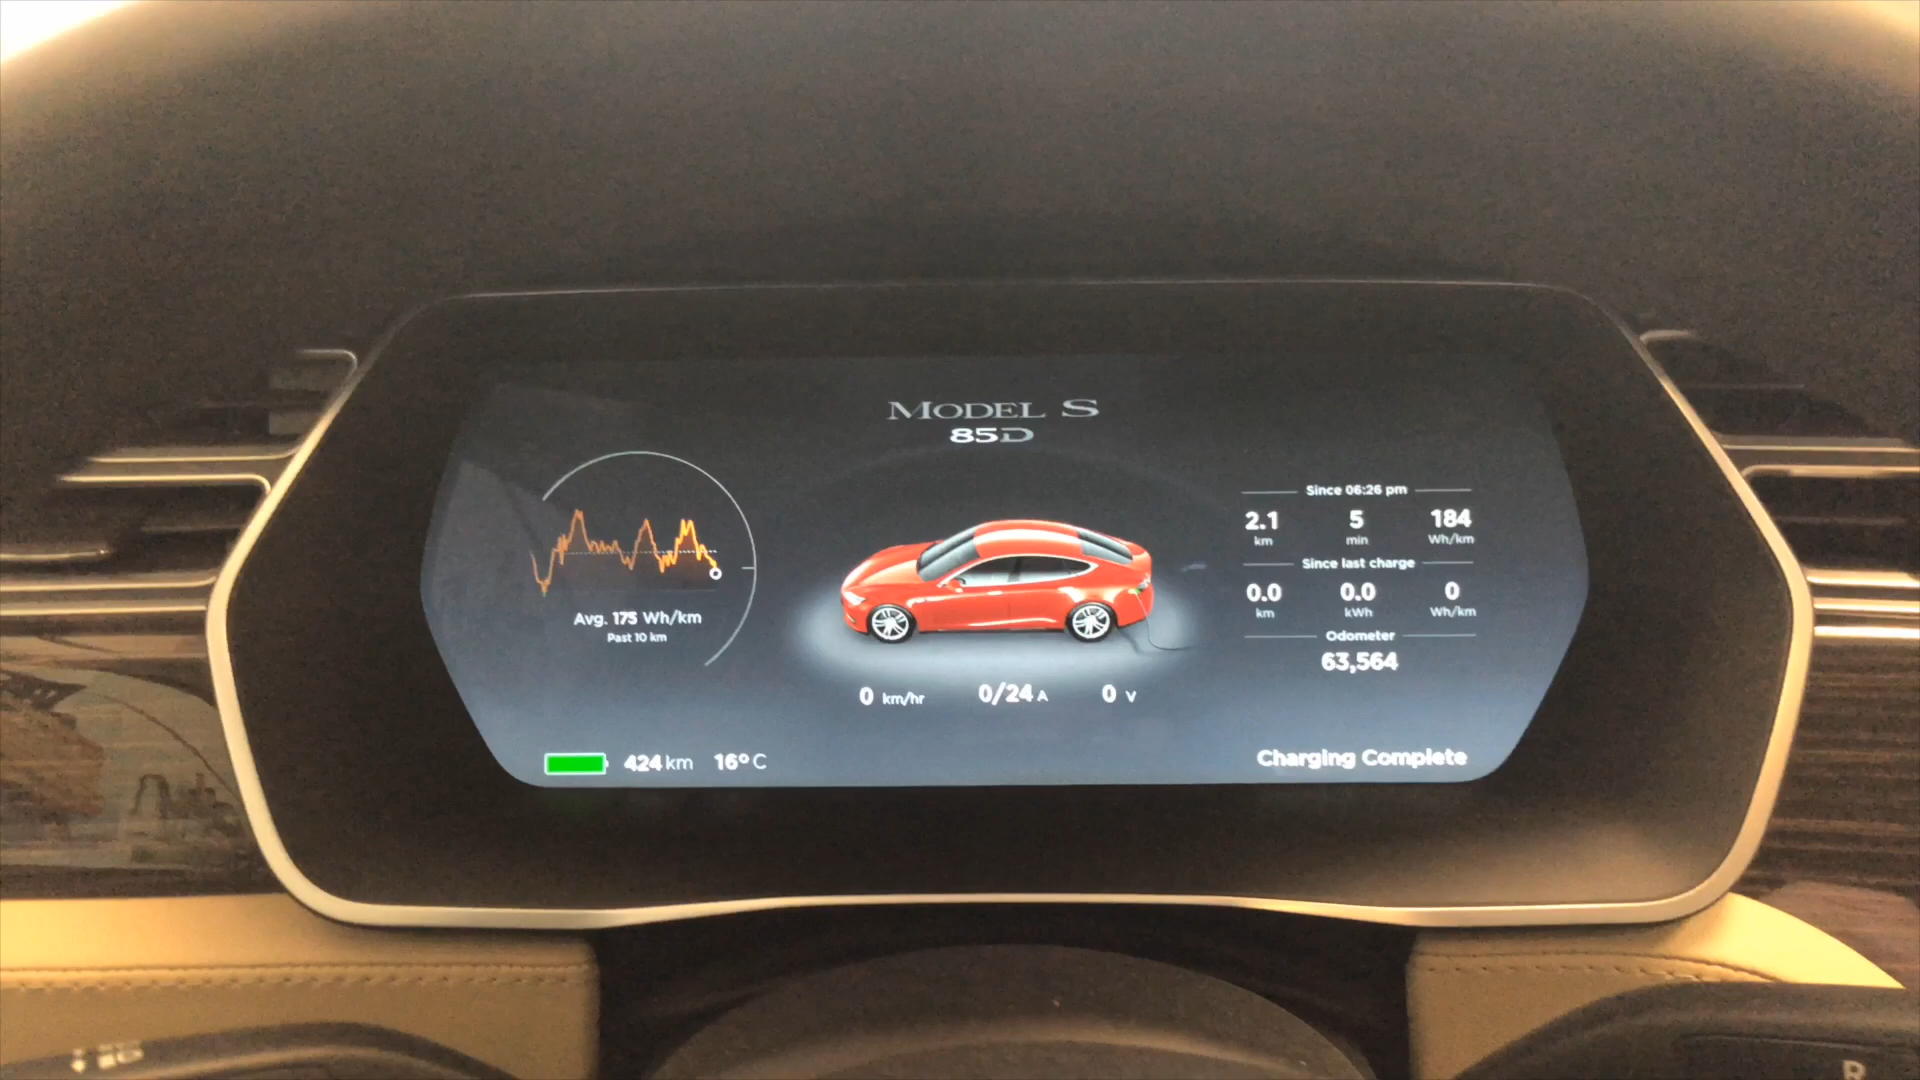 MODEL S
85D
Since 06:26 pm
2.1 5 184
km min Wh/km
Since last charge
0.0 0.0 0
km kWh Wh/km
Odometer
63,564
Avg. 175 Wh/km
Past 10 km
0 km/hr 0/24 A 0 V
424 km 16° C
Charging Complete
R